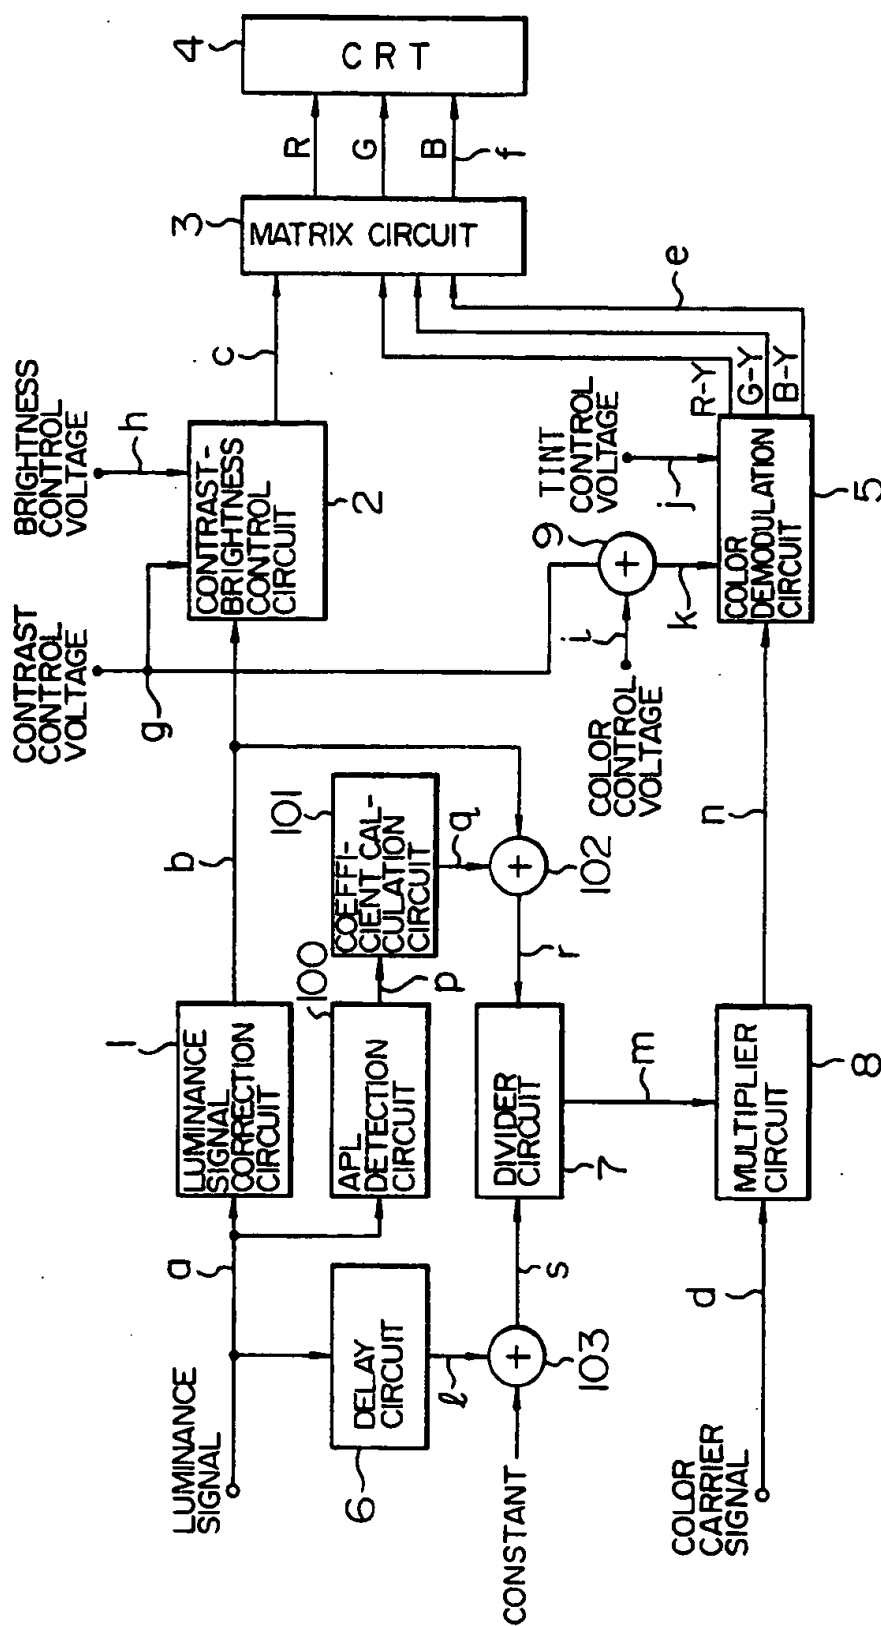 LUMINANCE
SIGNAL
a
1
LUMINANCE
SIGNAL
CORRECTION
CIRCUIT
b
CONTRAST
CONTROL
VOLTAGE
g
BRIGHTNESS
CONTROL
VOLTAGE
h
CONTRAST-
BRIGHTNESS
CONTROL
CIRCUIT
2
c
3
MATRIX CIRCUIT
R
G
B
f
4
CRT
DELAY
CIRCUIT
6
ℓ
100
APL
DETECTION
CIRCUIT
p
101
COEFFI-
CIENT CAL-
CULATION
CIRCUIT
q
CONSTANT
+
103
s
DIVIDER
CIRCUIT
7
r
+
102
m
COLOR
CONTROL
VOLTAGE
i
9
+
k
TINT
CONTROL
VOLTAGE
j
COLOR
CARRIER
SIGNAL
d
MULTIPLIER
CIRCUIT
8
n
COLOR
DEMODULATION
CIRCUIT
5
R-Y
G-Y
B-Y
e